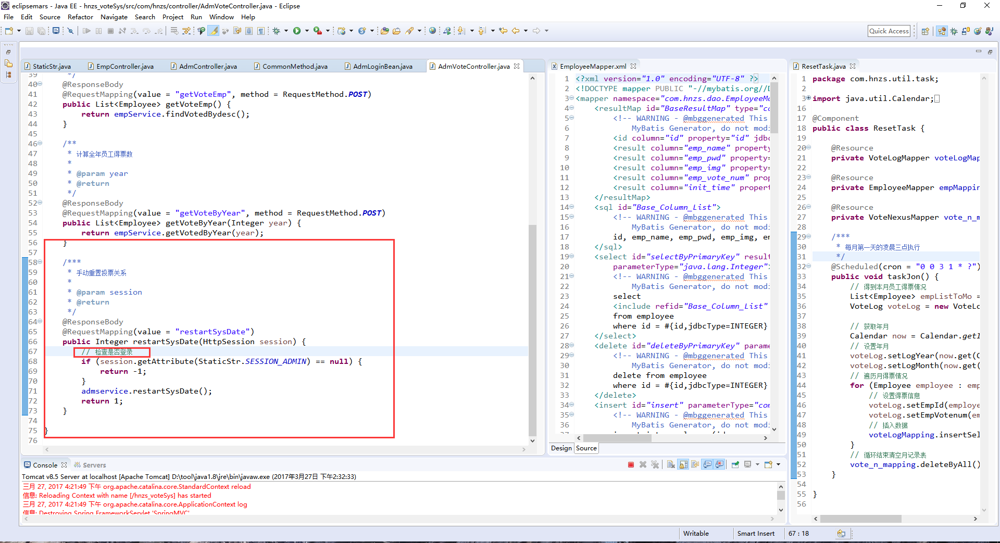 eclipsemars - Java EE - hnzs_voteSys/src/com/hnzs/controller/AdmVoteController.java - Eclipse
File Edit Source Refactor Navigate Search Project Run Window Help
Quick Access
StaticStr.java EmpController.java AdmController.java CommonMethod.java AdmLoginBean.java AdmVoteController.java
39 */
40 @ResponseBody
41 @RequestMapping(value = "getVoteEmp", method = RequestMethod.POST)
42 public List<Employee> getVoteEmp() {
43 return empService.findVotedBydesc();
44 }
45
46 /**
47 * 计算全年员工得票数
48 *
49 * @param year
50 * @return
51 */
52 @ResponseBody
53 @RequestMapping(value = "getVoteByYear", method = RequestMethod.POST)
54 public List<Employee> getVoteByYear(Integer year) {
55 return empService.getVotedByYear(year);
56 }
57
58 /***
59 * 手动重置投票关系
60 *
61 * @param session
62 * @return
63 */
64 @ResponseBody
65 @RequestMapping(value = "restartSysDate")
66 public Integer restartSysDate(HttpSession session) {
67 // 检查是否登录
68 if (session.getAttribute(StaticStr.SESSION_ADMIN) == null) {
69 return -1;
70 }
71 admservice.restartSysDate();
72 return 1;
73 }
74
75 }
76
EmployeeMapper.xml
1 <?xml version="1.0" encoding="UTF-8" ?>
2 <!DOCTYPE mapper PUBLIC "-//mybatis.org//
3 <mapper namespace="com.hnzs.dao.EmployeeM
4 <resultMap id="BaseResultMap" type="c
5 <!-- WARNING - @mbggenerated This
6 MyBatis Generator, do not modi
7 <id column="id" property="id" jdbc
8 <result column="emp_name" property
9 <result column="emp_pwd" property=
10 <result column="emp_img" property=
11 <result column="emp_vote_num" prop
12 <result column="init_time" propert
13 </resultMap>
14 <sql id="Base_Column_List">
15 <!-- WARNING - @mbggenerated This
16 MyBatis Generator, do not modi
17 id, emp_name, emp_pwd, emp_img, e
18 </sql>
19 <select id="selectByPrimaryKey" result
20 parameterType="java.lang.Integer">
21 <!-- WARNING - @mbggenerated This
22 MyBatis Generator, do not modi
23 select
24 <include refid="Base_Column_List"
25 from employee
26 where id = #{id,jdbcType=INTEGER}
27 </select>
28 <delete id="deleteByPrimaryKey" parame
29 <!-- WARNING - @mbggenerated This
30 MyBatis Generator, do not modi
31 delete from employee
32 where id = #{id,jdbcType=INTEGER}
33 </delete>
34 <insert id="insert" parameterType="com
35 <!-- WARNING - @mbggenerated This
36 MyBatis Generator, do not modi
Design Source
ResetTask.java
1 package com.hnzs.util.task;
2
3 import java.util.Calendar;
16
17 @Component
18 public class ResetTask {
19
20 @Resource
21 private VoteLogMapper voteLogMap
22
23 @Resource
24 private EmployeeMapper empMappin
25
26 @Resource
27 private VoteNexusMapper vote_n_m
28
29 /***
30 * 每月第一天的凌晨三点执行
31 */
32 @Scheduled(cron = "0 0 3 1 * ?")
33 public void taskJon() {
34 // 得到本月员工得票情况
35 List<Employee> empListToMo =
36 VoteLog voteLog = new VoteLo
37
38 // 获取年月
39 Calendar now = Calendar.getI
40 // 设置年月
41 voteLog.setLogYear(now.get(C
42 voteLog.setLogMonth(now.get(
43 // 遍历月得票情况
44 for (Employee employee : emp
45 // 设置得票信息
46 voteLog.setEmpId(employe
47 voteLog.setEmpVotenum(em
48 // 插入数据
49 voteLogMapping.insertSel
50 }
51 // 循环结束清空月记录表
52 vote_n_mapping.deleteByAll()
53 }
54
55 }
56
Console Servers
Tomcat v8.5 Server at localhost [Apache Tomcat] D:\tool\java1.8\jre\bin\javaw.exe (2017年3月27日 下午2:32:33)
三月 27, 2017 4:21:49 下午 org.apache.catalina.core.StandardContext reload
信息: Reloading Context with name [/hnzs_voteSys] has started
三月 27, 2017 4:21:49 下午 org.apache.catalina.core.ApplicationContext log
信息: Destroying Spring FrameworkServlet 'SpringMVC'
Writable Smart Insert 67 : 18